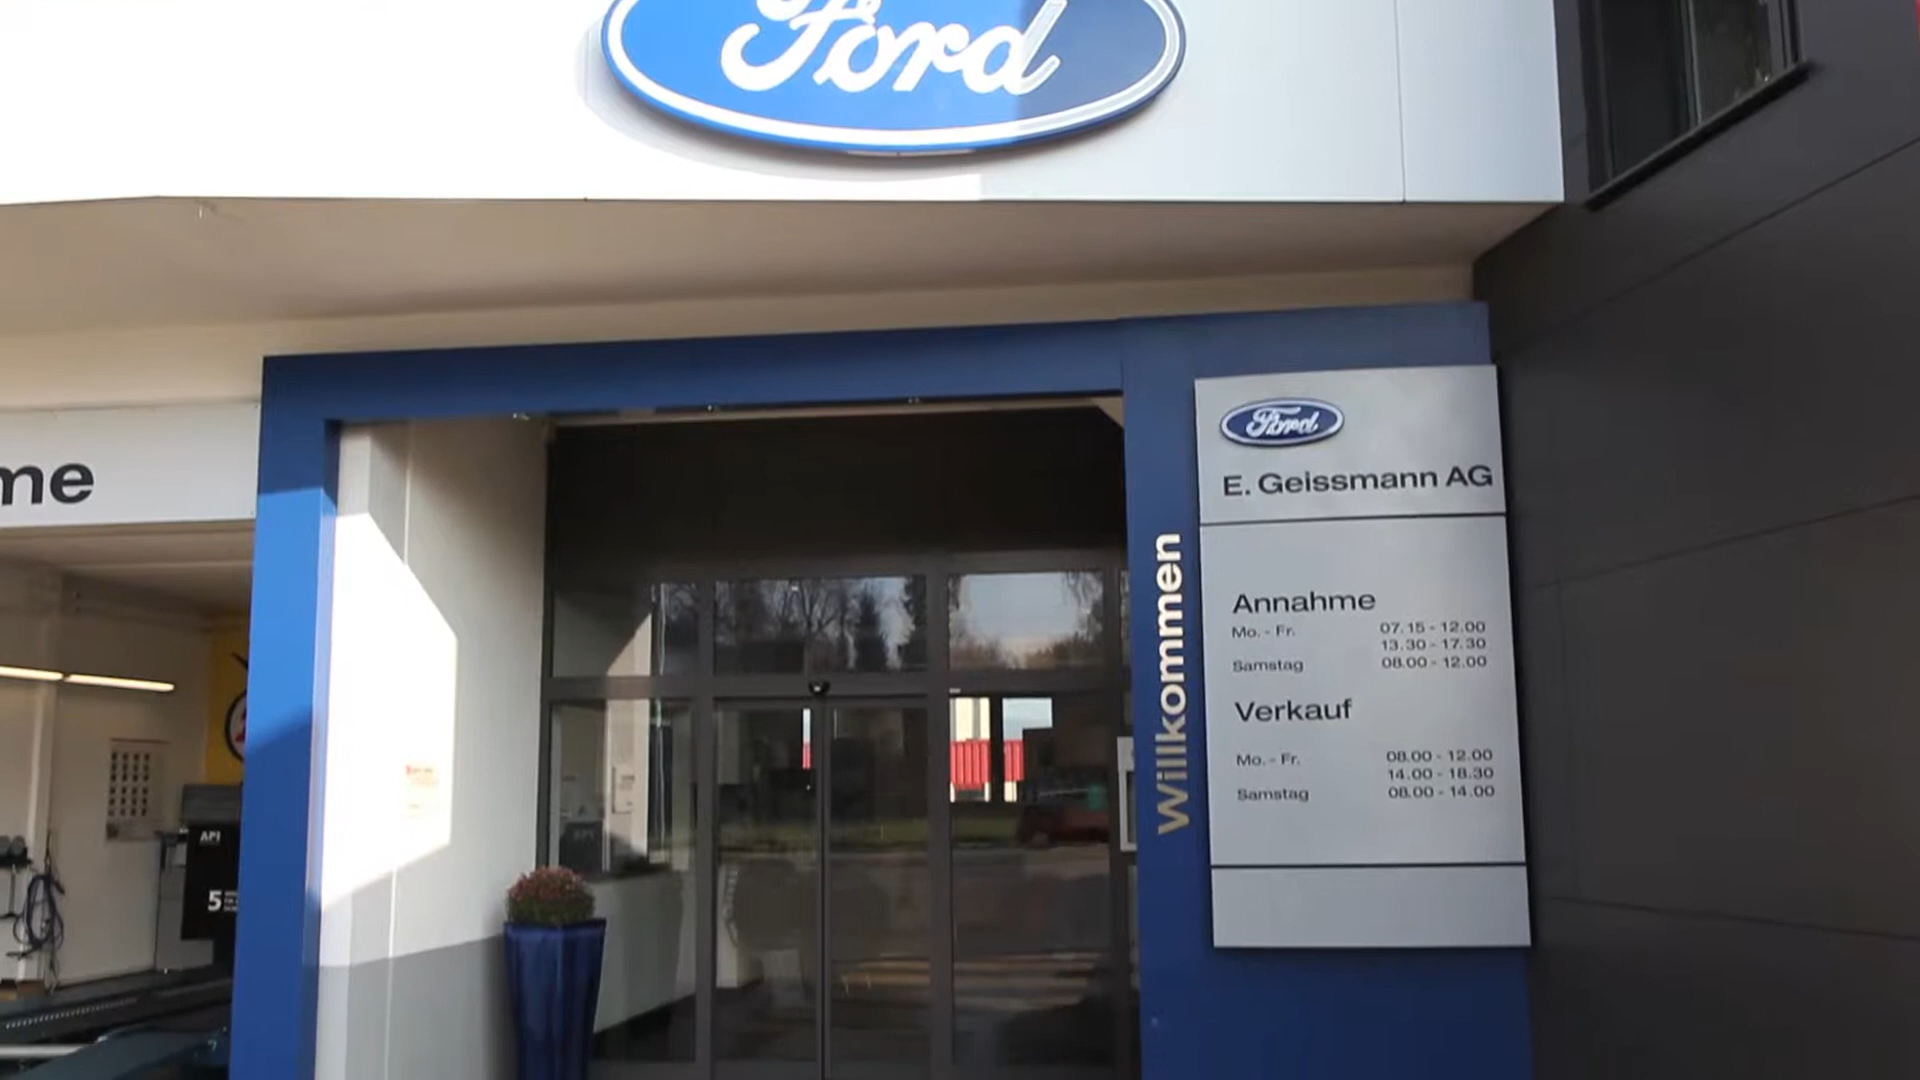 Ford
me
Ford
E. Geissmann AG
Willkommen
Annahme
Mo. - Fr. 07.15 - 12.00
13.30 - 17.30
Samstag 08.00 - 12.00
Verkauf
Mo. - Fr. 08.00 - 12.00
14.00 - 18.30
Samstag 08.00 - 14.00
API
5